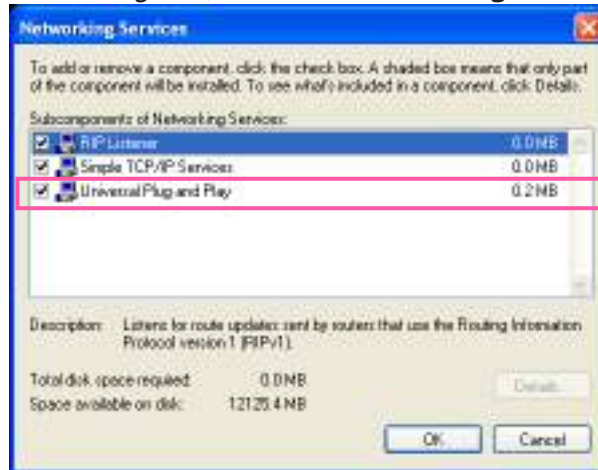 Networking Services
To add or remove a component, click the check box. A shaded box means that only part
of the component will be installed. To see what's included in a component, click Details.
Subcomponents of Networking Services:
RIP Listener 0.0 MB
Simple TCP/IP Services 0.0 MB
Universal Plug and Play 0.2 MB
Description: Listens for route updates sent by routers that use the Routing Information
Protocol version 1 (RIPv1).
Total disk space required: 0.0 MB
Details...
Space available on disk: 12125.4 MB
OK Cancel